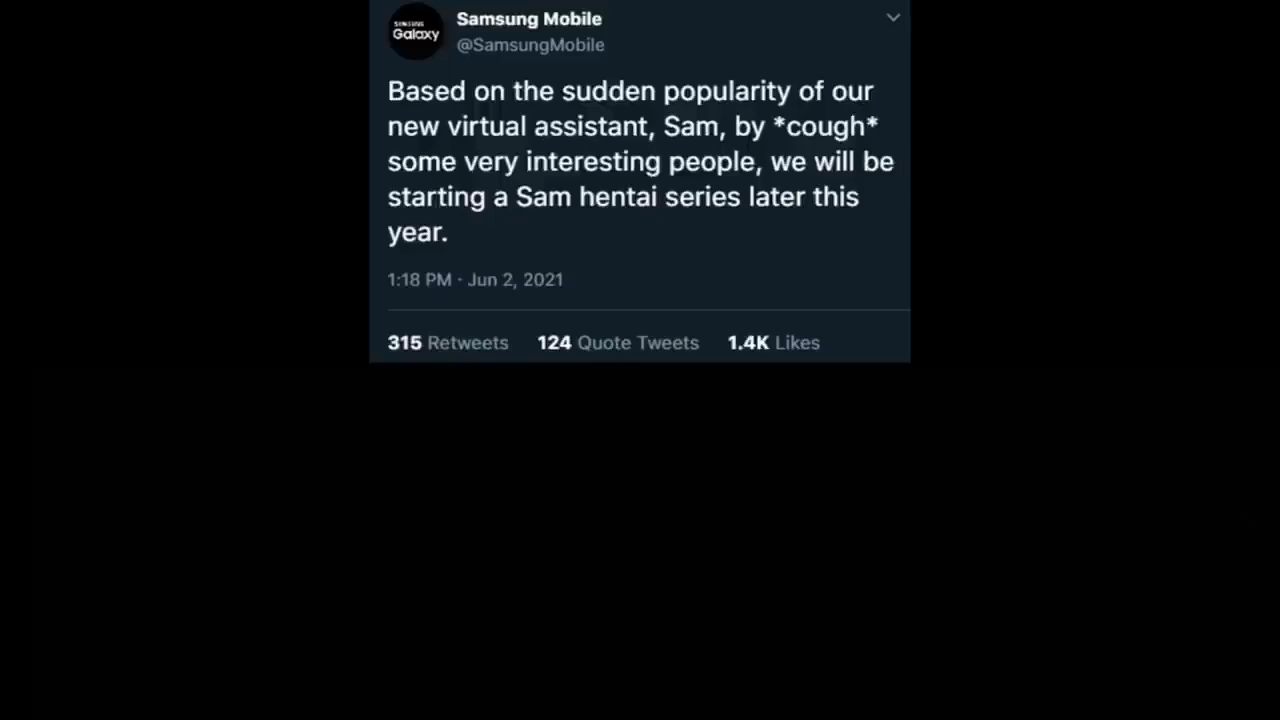 SAMSUNG
Galaxy
Samsung Mobile
@SamsungMobile
Based on the sudden popularity of our
new virtual assistant, Sam, by *cough*
some very interesting people, we will be
starting a Sam hentai series later this
year.
1:18 PM · Jun 2, 2021
315 Retweets 124 Quote Tweets 1.4K Likes